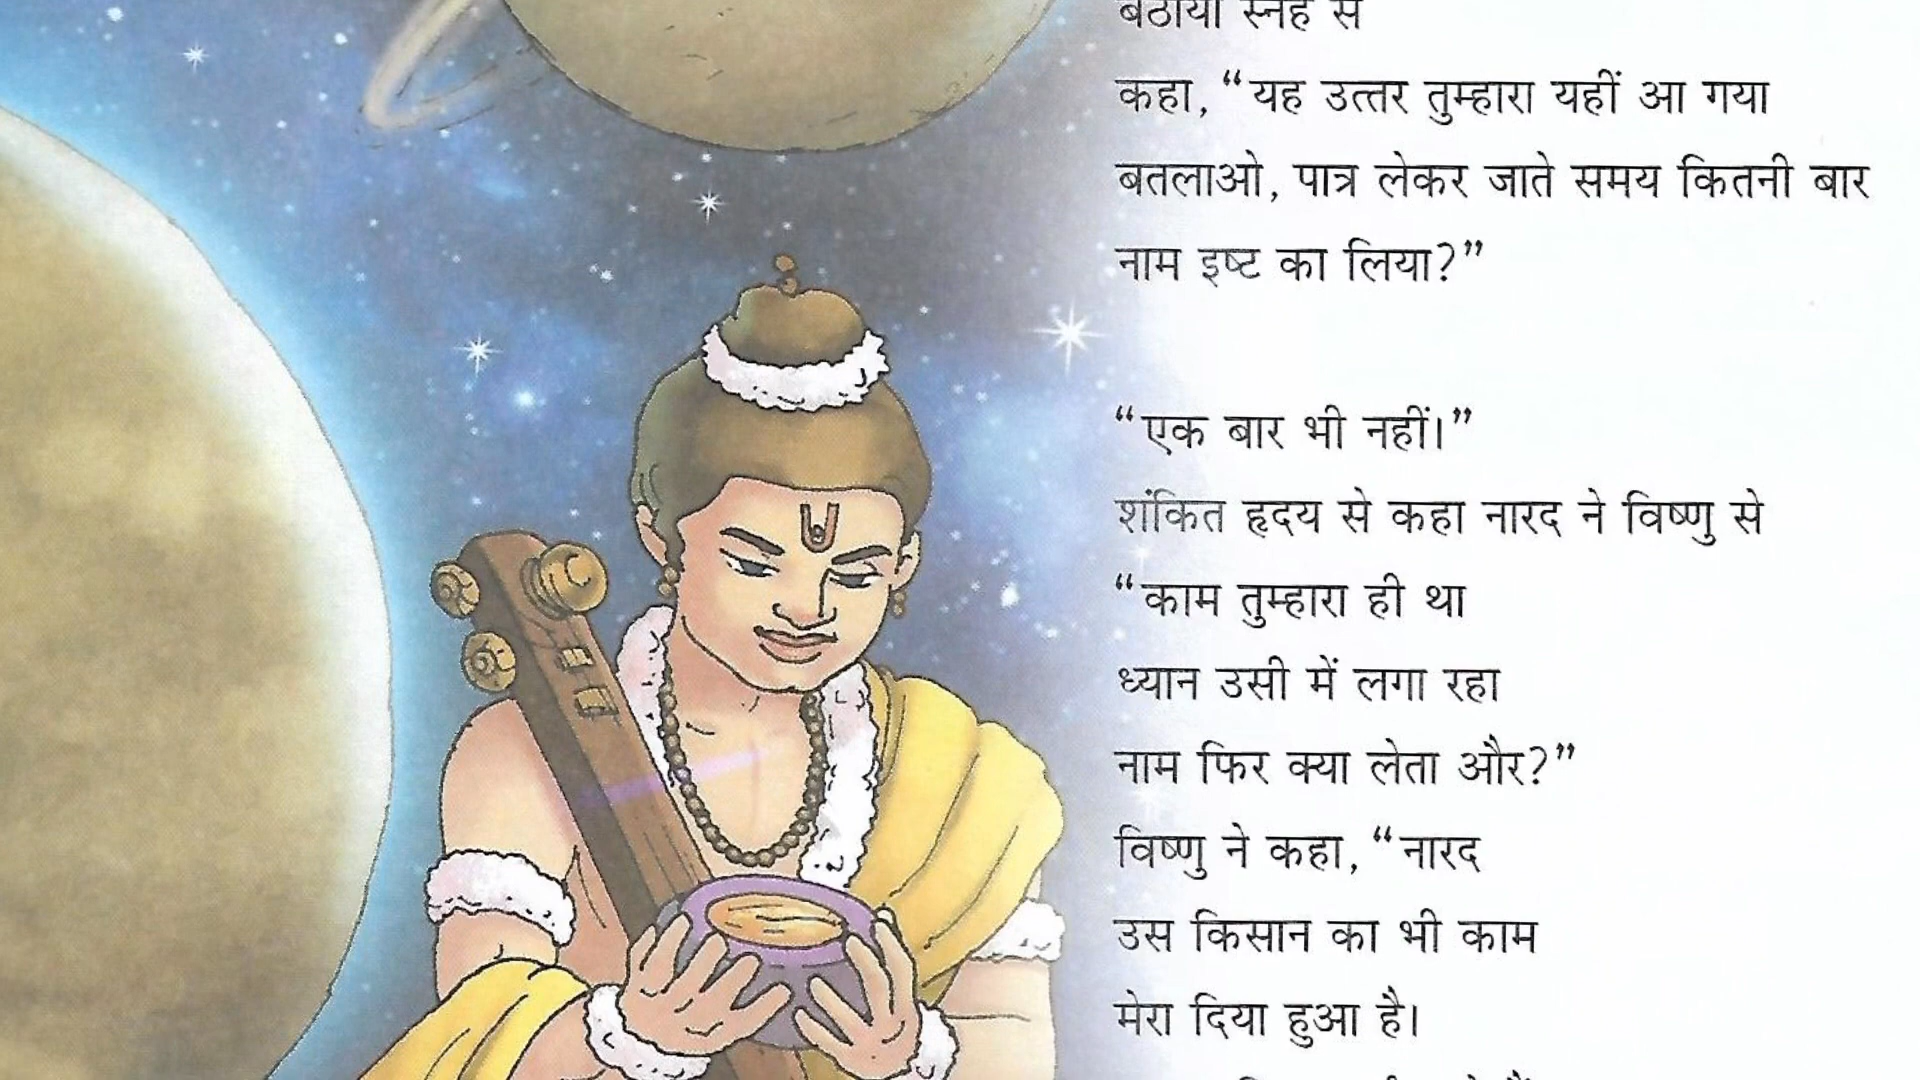 बैठाया स्नेह से
कहा, “यह उत्तर तुम्हारा यहीं आ गया
बतलाओ, पात्र लेकर जाते समय कितनी बार
नाम इष्ट का लिया?”
“एक बार भी नहीं।”
शंकित हृदय से कहा नारद ने विष्णु से
“काम तुम्हारा ही था
ध्यान उसी में लगा रहा
नाम फिर क्या लेता और?”
विष्णु ने कहा, “नारद
उस किसान का भी काम
मेरा दिया हुआ है।